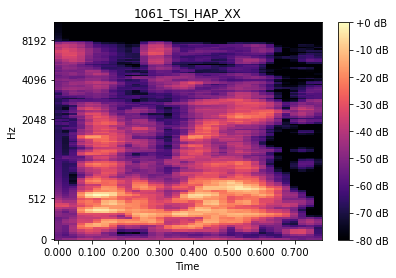 1061_TSI_HAP_XX
+0 dB
8192
-10 dB
4096
-20 dB
-30 dB
2048
-40 dB
Hz
1024
-50 dB
512
-60 dB
-70 dB
0
-80 dB
0.000 0.100 0.200 0.300 0.400 0.500 0.600 0.700
Time